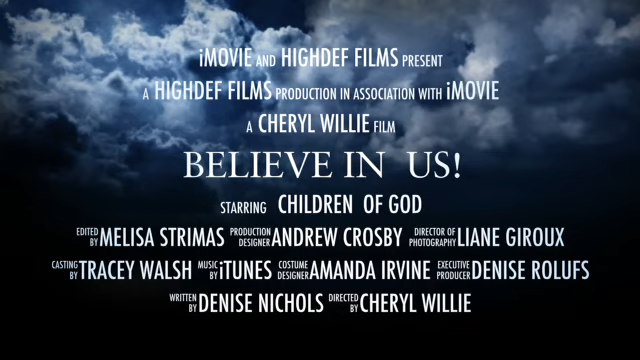 iMOVIE AND HIGHDEF FILMS PRESENT
A HIGHDEF FILMS PRODUCTION IN ASSOCIATION WITH iMOVIE
A CHERYL WILLIE FILM
BELIEVE IN US!
STARRING CHILDREN OF GOD
EDITED BY MELISA STRIMAS PRODUCTION DESIGNER ANDREW CROSBY DIRECTOR OF PHOTOGRAPHY LIANE GIROUX
CASTING BY TRACEY WALSH MUSIC BY iTUNES COSTUME DESIGNER AMANDA IRVINE EXECUTIVE PRODUCER DENISE ROLUFS
WRITTEN BY DENISE NICHOLS DIRECTED BY CHERYL WILLIE